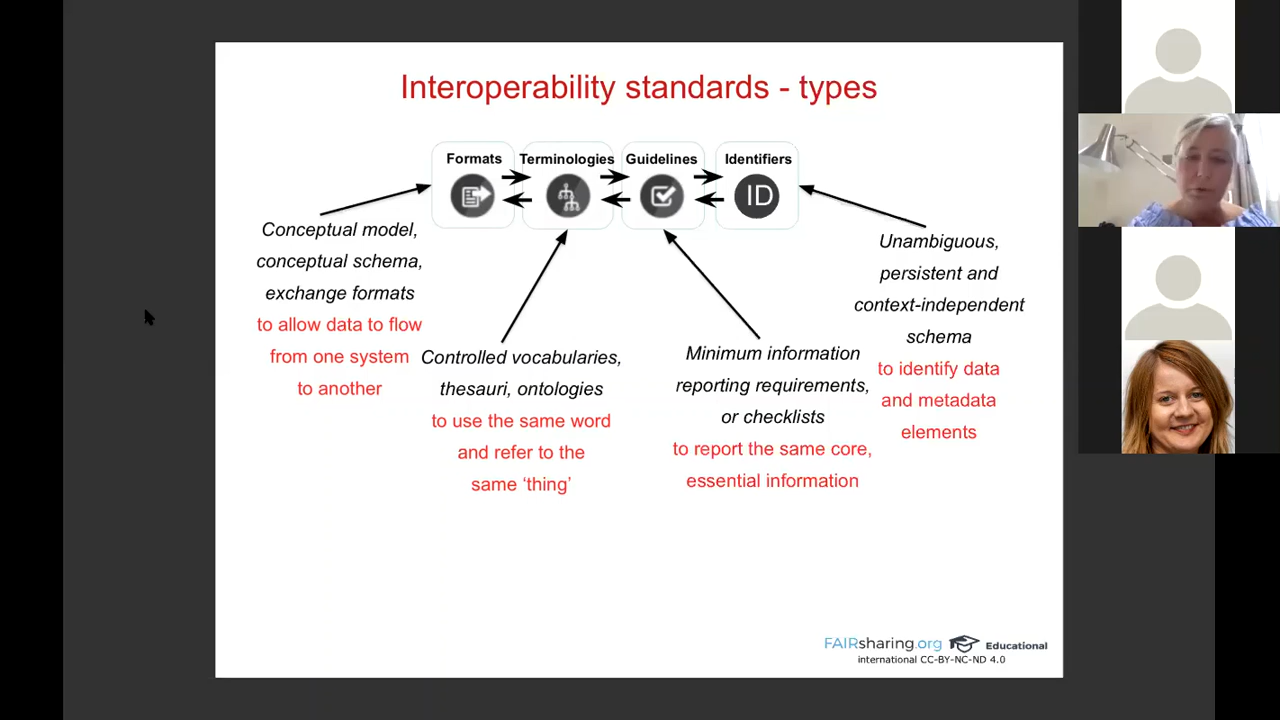 Interoperability standards - types
Formats
Terminologies
Guidelines
Identifiers
ID
Conceptual model,
conceptual schema,
exchange formats
to allow data to flow
from one system
to another
Controlled vocabularies,
thesauri, ontologies
to use the same word
and refer to the
same ‘thing’
Minimum information
reporting requirements,
or checklists
to report the same core,
essential information
Unambiguous,
persistent and
context-independent
schema
to identify data
and metadata
elements
FAIRsharing.org Educational
international CC-BY-NC-ND 4.0